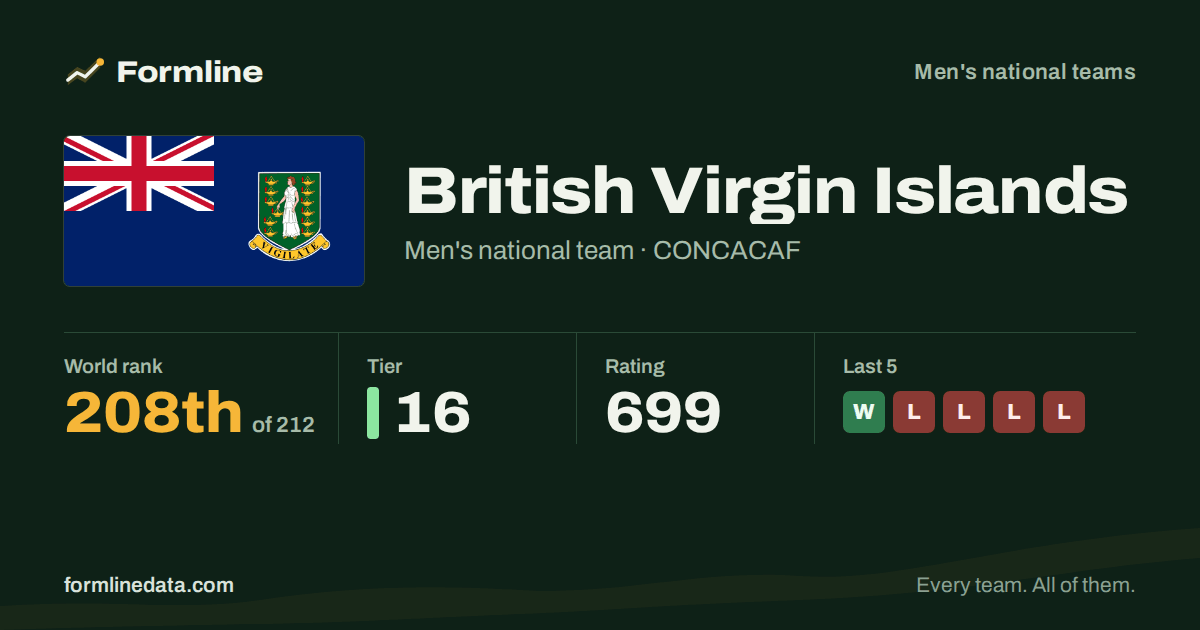 Formline
Men's national teams
British Virgin Islands
Men's national team · CONCACAF
VIGILATE
World rank
208th of 212
Tier
16
Rating
699
Last 5
W L L L L
formlinedata.com
Every team. All of them.